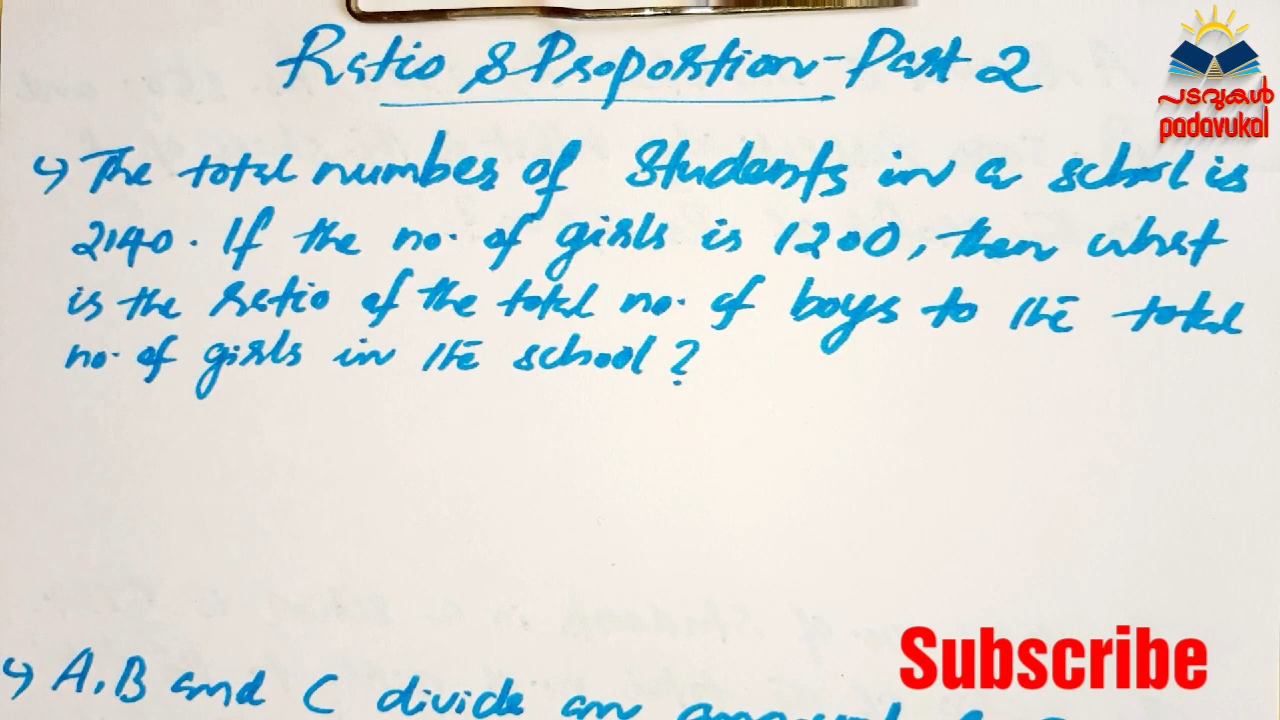 Ratio & Proportion - Part 2
പടവുകൾ
padavukal
↪ The total number of students in a school is
2140. If the no. of girls is 1200, then what
is the ratio of the total no. of boys to the total
no. of girls in the school?
Subscribe
↪ A, B and C divide an amount